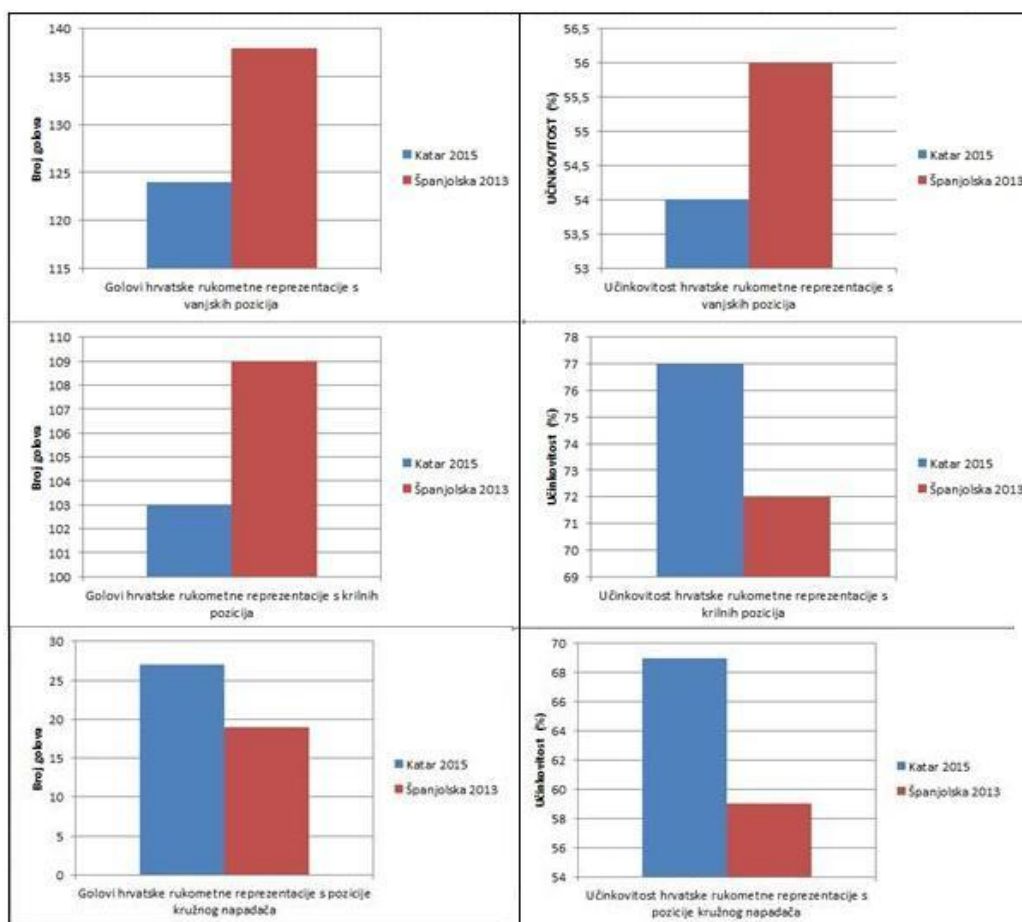 140
135
130
125
120
115
Broj golova
Katar 2015
Španjolska 2013
Golovi hrvatske rukometne reprezentacije s
vanjskih pozicija
56,5
56
55,5
55
54,5
54
53,5
53
UČINKOVITOST (%)
Katar 2015
Španjolska 2013
Učinkovitost hrvatske rukometne reprezentacije s
vanjskih pozicija
110
109
108
107
106
105
104
103
102
101
100
Broj golova
Katar 2015
Španjolska 2013
Golovi hrvatske rukometne reprezentacije s krilnih
pozicija
78
77
76
75
74
73
72
71
70
69
Učinkovitost (%)
Katar 2015
Španjolska 2013
Učinkovitost hrvatske rukometne reprezentacije s
krilnih pozicija
30
25
20
15
10
5
0
Broj golova
Katar 2015
Španjolska 2013
Golovi hrvatske rukometne reprezentacije s pozicije
kružnog napadača
70
68
66
64
62
60
58
56
54
Učinkovitost (%)
Katar 2015
Španjolska 2013
Učinkovitost hrvatske rukometne reprezentacije s
pozicije kružnog napadača